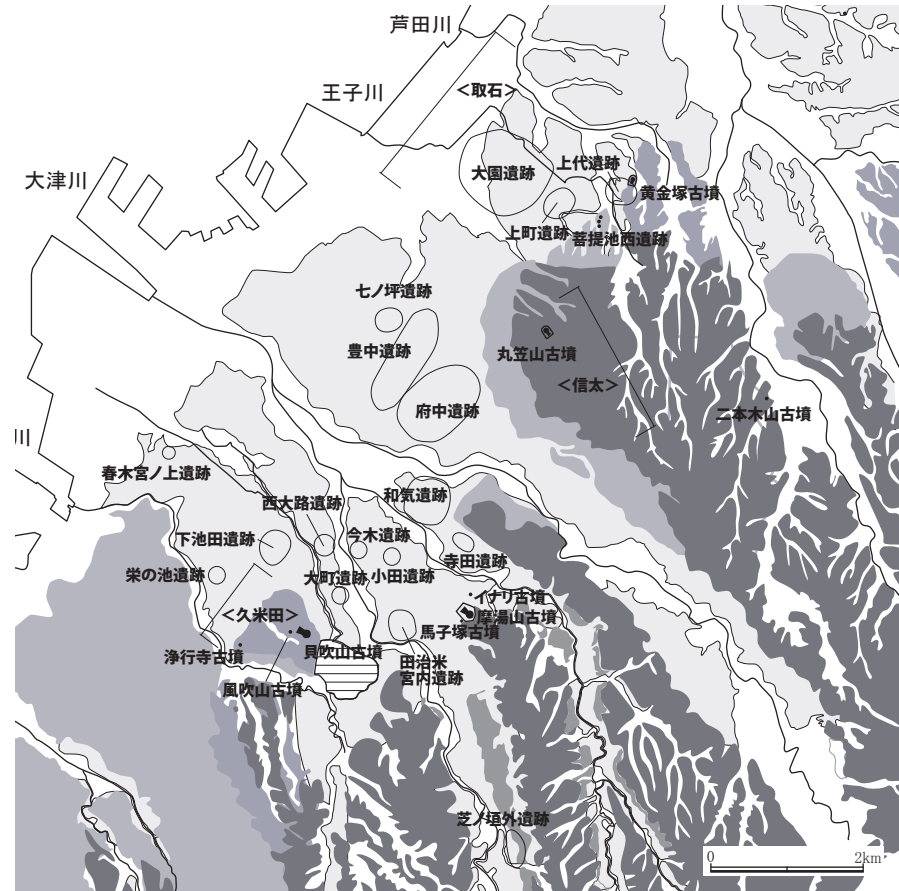 芦田川
王子川
<取石>
大津川
大園遺跡
上代遺跡
黄金塚古墳
上町遺跡
菩提池西遺跡
七ノ坪遺跡
豊中遺跡
丸笠山古墳
<信太>
府中遺跡
二本木山古墳
川
春木宮ノ上遺跡
西大路遺跡
和気遺跡
下池田遺跡
今木遺跡
寺田遺跡
栄の池遺跡
大町遺跡
小田遺跡
イナリ古墳
<久米田>
摩湯山古墳
馬子塚古墳
浄行寺古墳
貝吹山古墳
田治米
宮内遺跡
風吹山古墳
芝ノ垣外遺跡
0
2km